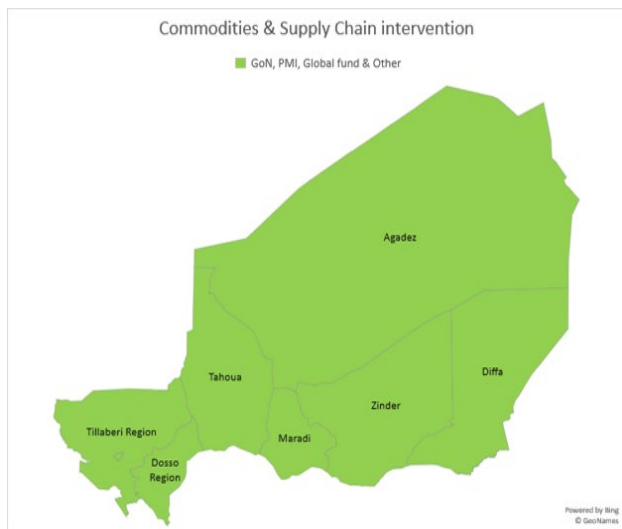 Commodities & Supply Chain intervention
GoN, PMI, Global fund & Other
Agadez
Tahoua
Diffa
Zinder
Maradi
Tillaberi Region
Dosso
Region
Powered by Bing
© GeoNames